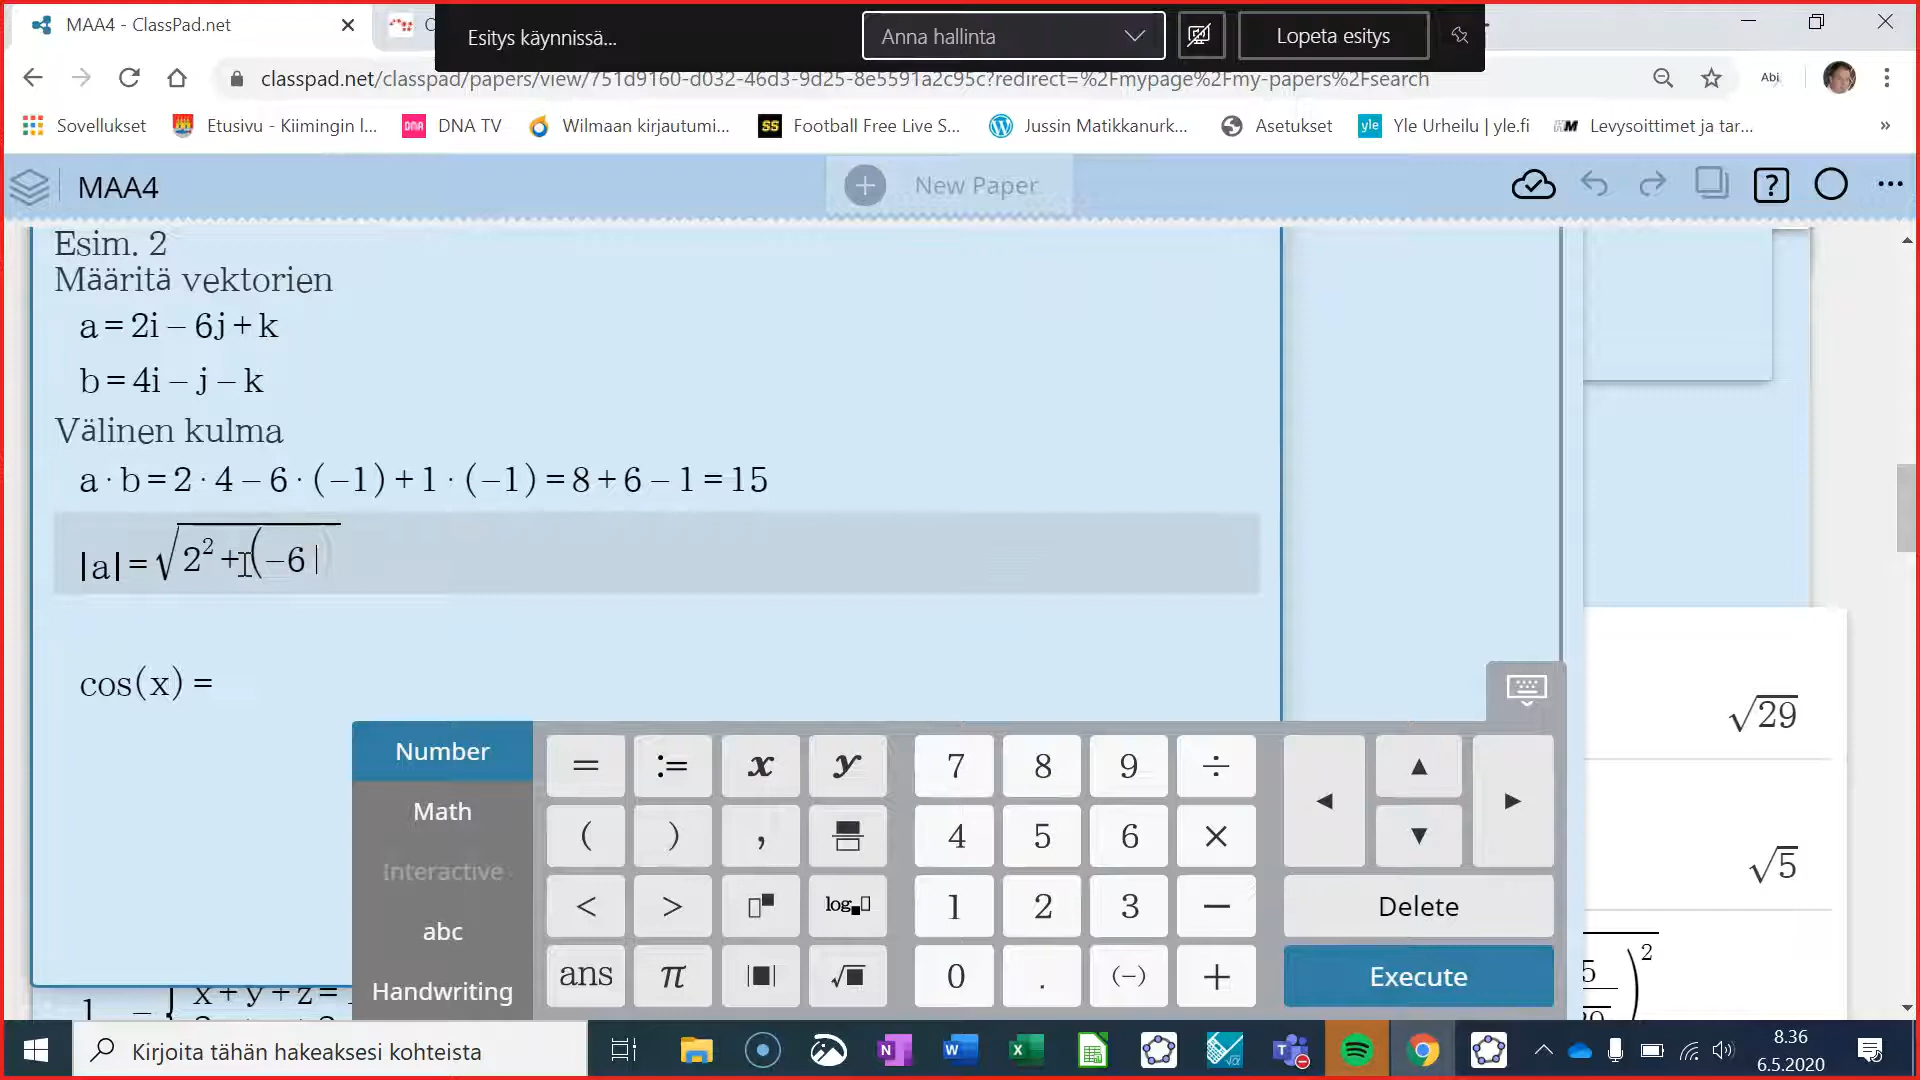 MAA4 - ClassPad.net
Esitys käynnissä...
Anna hallinta
Lopeta esitys
classpad.net/classpad/papers/view/751d9160-d032-46d3-9d25-8e5591a2c95c?redirect=%2Fmypage%2Fmy-papers%2Fsearch
Abi
Sovellukset
Etusivu - Kiimingin l...
DNA TV
Wilmaan kirjautumi...
Football Free Live S...
Jussin Matikkanurk...
Asetukset
Yle Urheilu | yle.fi
Levysoittimet ja tar...
»
MAA4
New Paper
Esim. 2
Määritä vektorien
a = 2i – 6j + k
b = 4i – j – k
Välinen kulma
a · b = 2 · 4 – 6 · (–1) + 1 · (–1) = 8 + 6 – 1 = 15
|a| = √2² + (–6
cos(x) =
√29
√5
Number = := x y 7 8 9 ÷
Math ( ) , 4 5 6 ×
Interactive
abc < > log 1 2 3 – Delete
Handwriting ans π |■| √■ 0 . (–) + Execute
x + y + z =
Kirjoita tähän hakeaksesi kohteista
8.36
6.5.2020